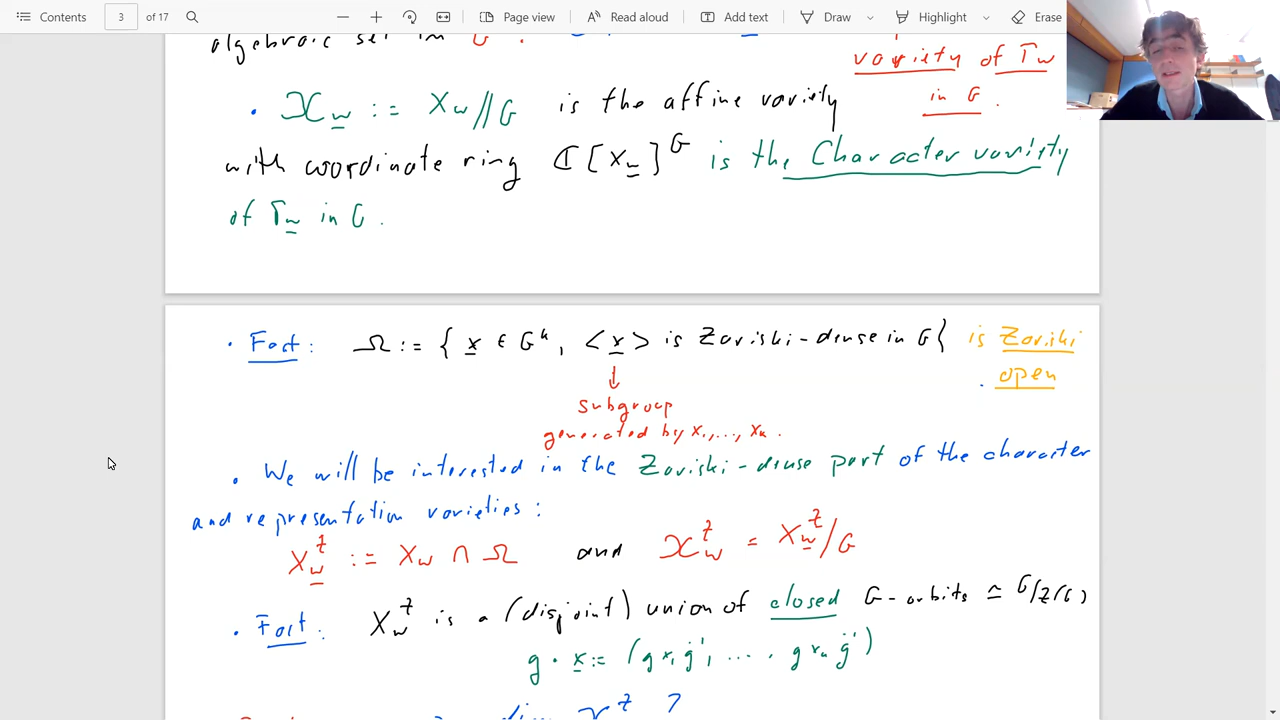 Contents 3 of 17 Page view Read aloud Add text Draw Highlight Erase
algebraic set in G.
variety of Γw
in G.
• 𝒳w := Xw//G is the affine variety
with coordinate ring ℂ[Xw]^G is the Character variety
of Γw in G.
• Fact: Ω := { x ∈ G^k, <x> is Zariski-dense in G} is Zariski
open
↓
subgroup
generated by x1,..., xk.
• We will be interested in the Zariski-dense part of the character
and representation varieties:
Xw^z := Xw ∩ Ω and 𝒳w^z = Xw^z/G
• Fact: Xw^z is a (disjoint) union of closed G-orbits ≃ G/Z(G)
g · x := (g x1 g^-1, ..., g xk g^-1)
dim 𝒳^z ?